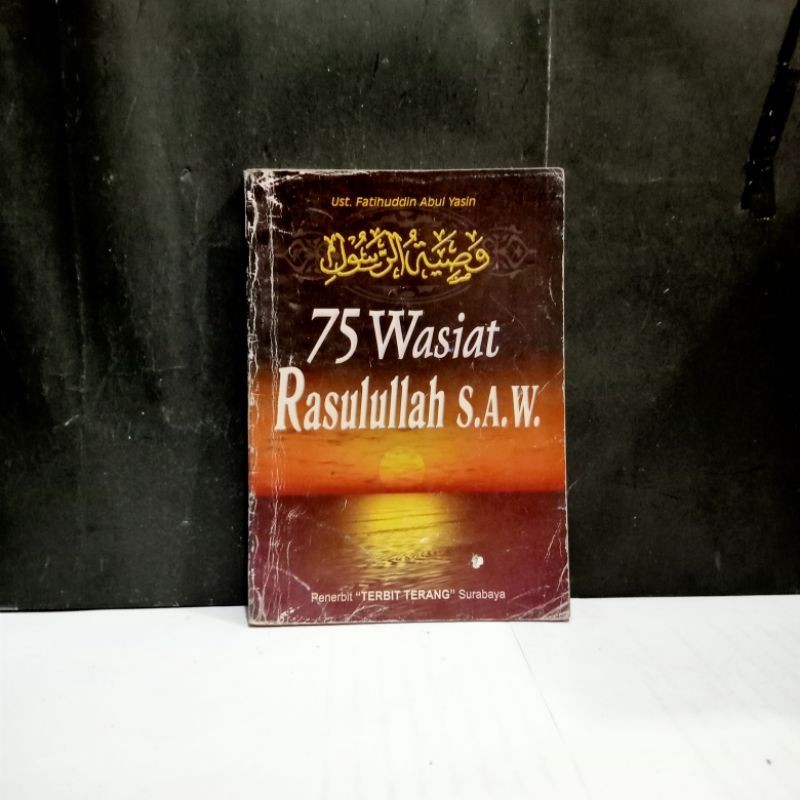 Ust. Fatihuddin Abul Yasin
وَصِيَّةُ الرَّسُوْلِ
75 Wasiat
Rasulullah S.A.W.
Penerbit "TERBIT TERANG" Surabaya